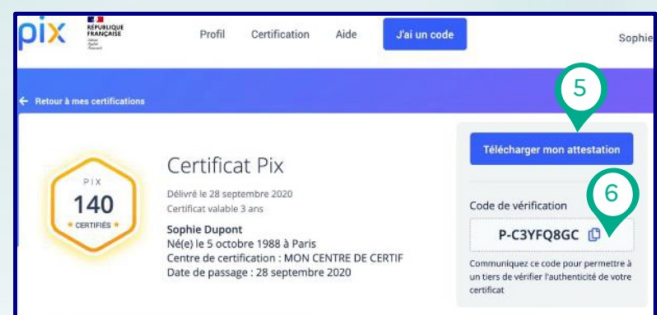 pix
RÉPUBLIQUE
FRANÇAISE
Profil
Certification
Aide
J'ai un code
Sophie
← Retour à mes certifications
5
Télécharger mon attestation
PIX
140
CERTIFIÉS
Certificat Pix
Délivré le 28 septembre 2020
Certificat valable 3 ans
Sophie Dupont
Né(e) le 5 octobre 1988 à Paris
Centre de certification : MON CENTRE DE CERTIF
Date de passage : 28 septembre 2020
6
Code de vérification
P-C3YFQ8GC
Communiquez ce code pour permettre à
un tiers de vérifier l'authenticité de votre
certificat